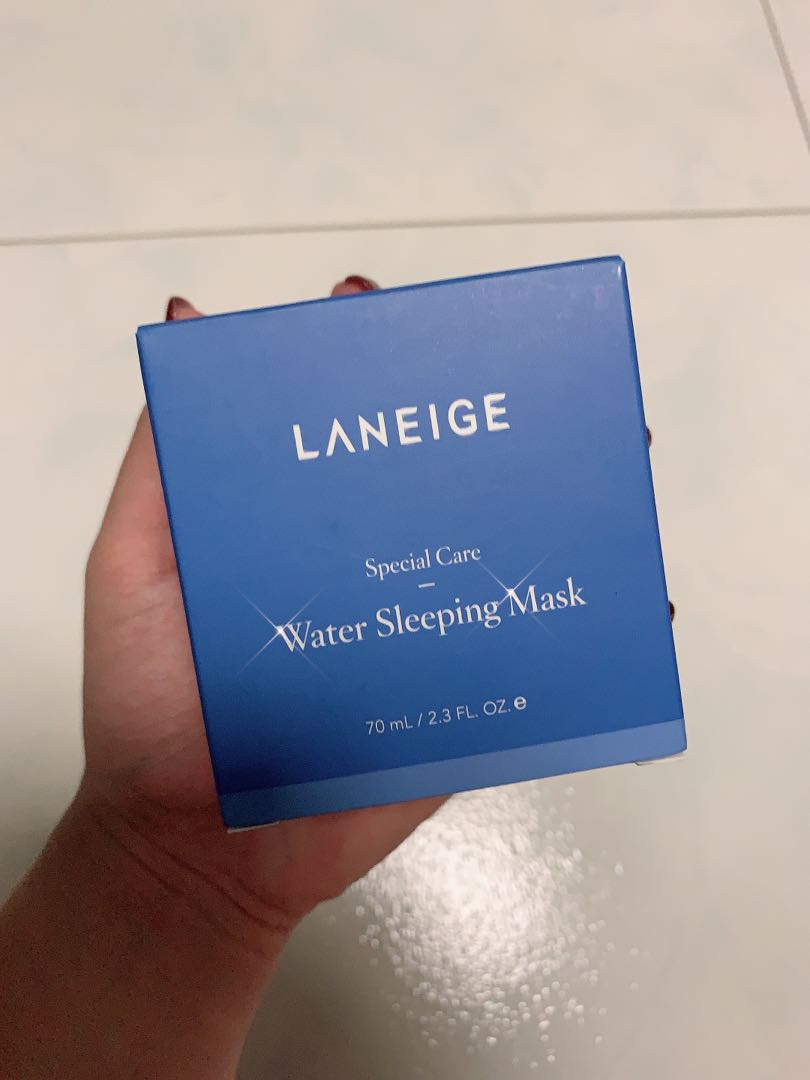 LANEIGE
Special Care
Water Sleeping Mask
70 mL / 2.3 FL. OZ. ℮